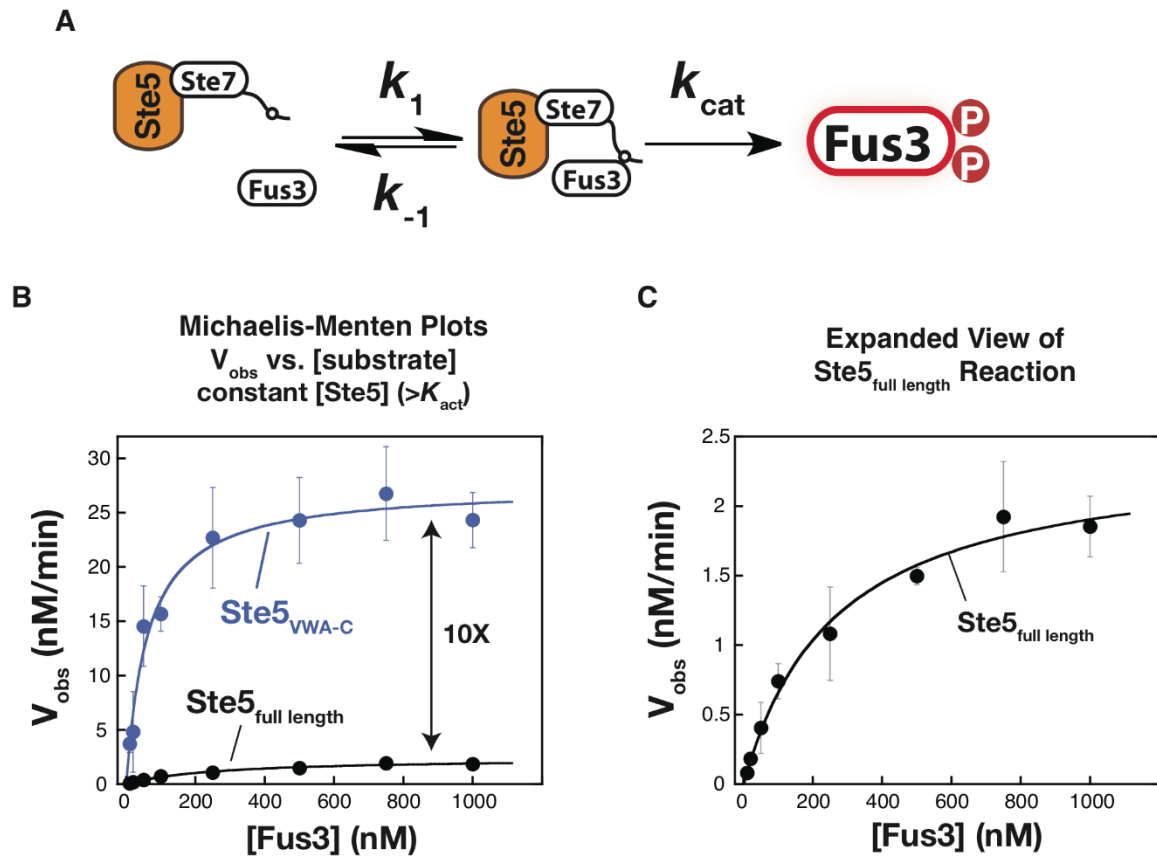 A
Ste5
Ste7
Fus3
k1
k-1
Ste5
Ste7
Fus3
kcat
Fus3
P
P
B
Michaelis-Menten Plots
Vobs vs. [substrate]
constant [Ste5] (>Kact)
30
25
20
15
10
5
0
Vobs (nM/min)
Ste5VWA-C
10X
Ste5full length
0 200 400 600 800 1000
[Fus3] (nM)
C
Expanded View of
Ste5full length Reaction
2.5
2
1.5
1
0.5
0
Vobs (nM/min)
Ste5full length
0 200 400 600 800 1000
[Fus3] (nM)